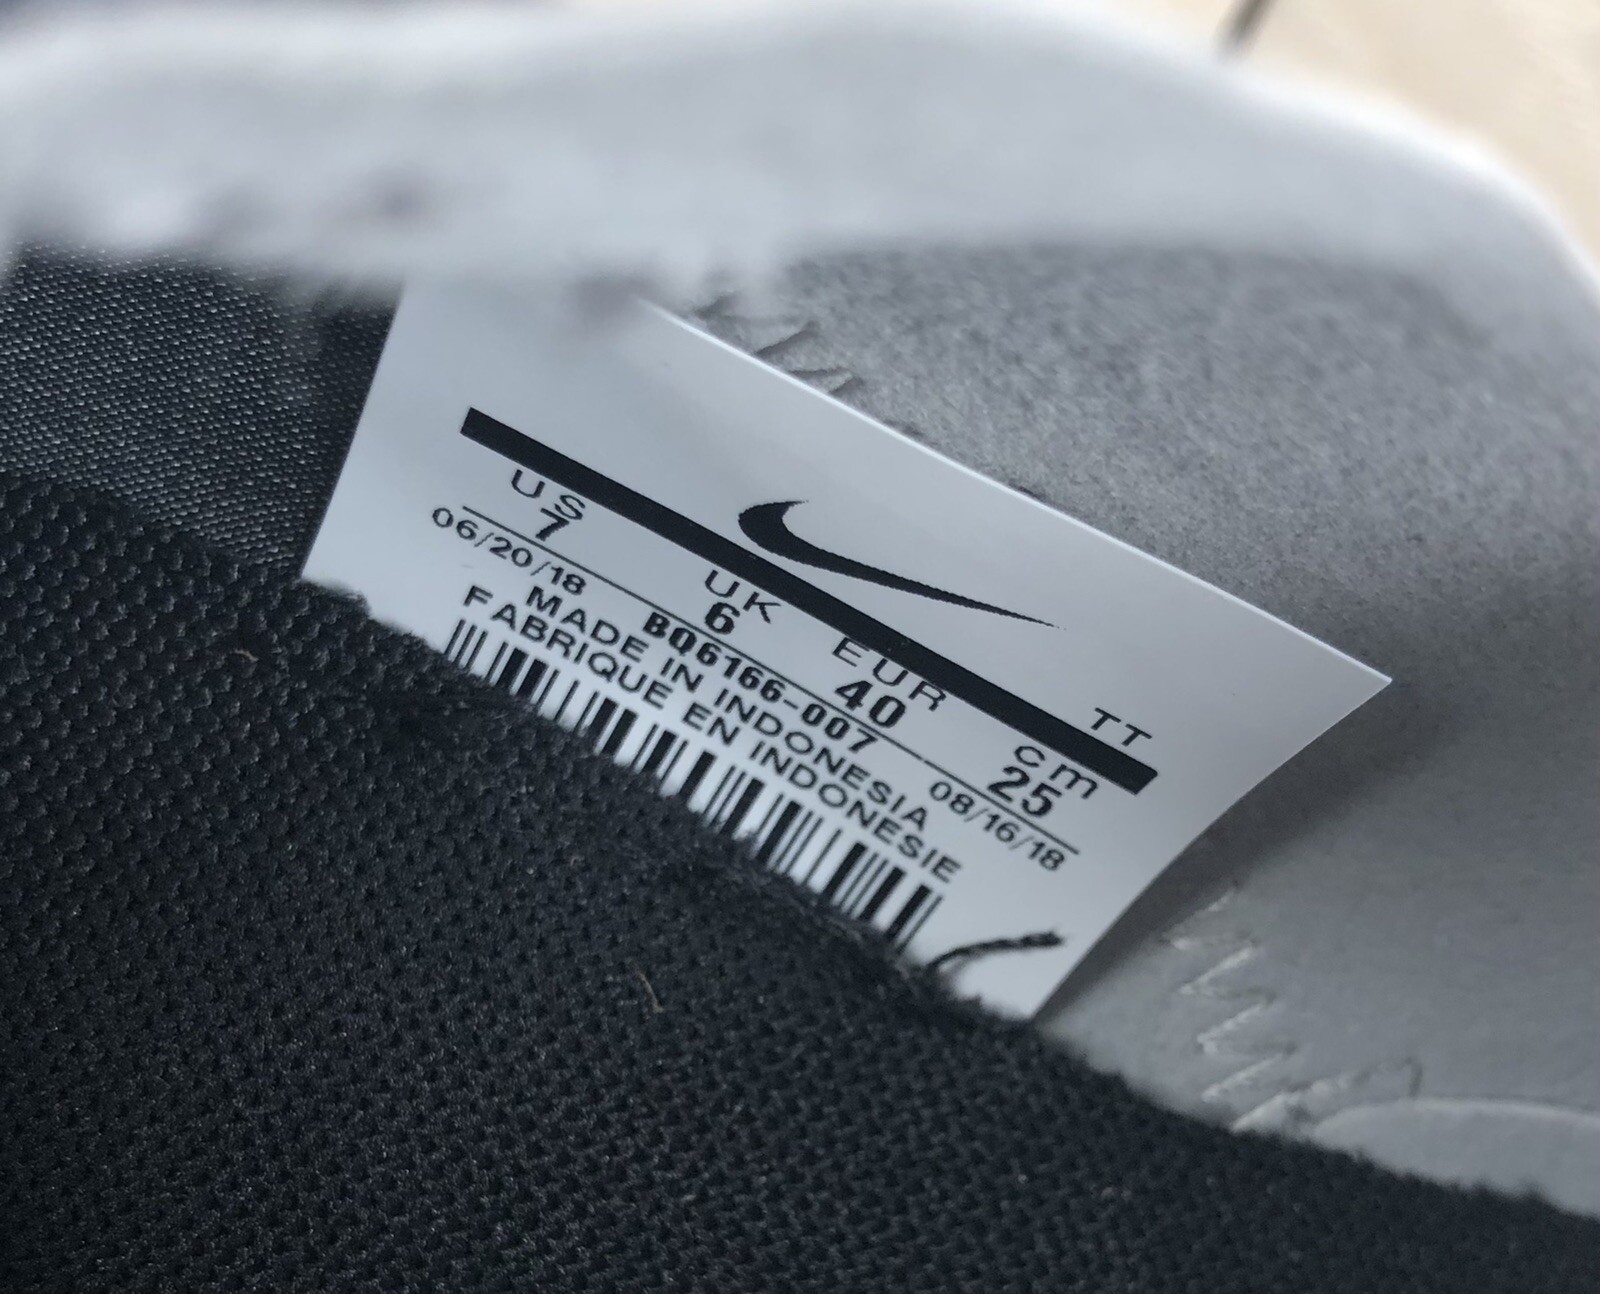 TT
US UK EUR cm
7 6 40 25
06/20/18 BQ6166-007 08/16/18
MADE IN INDONESIA
FABRIQUE EN INDONESIE